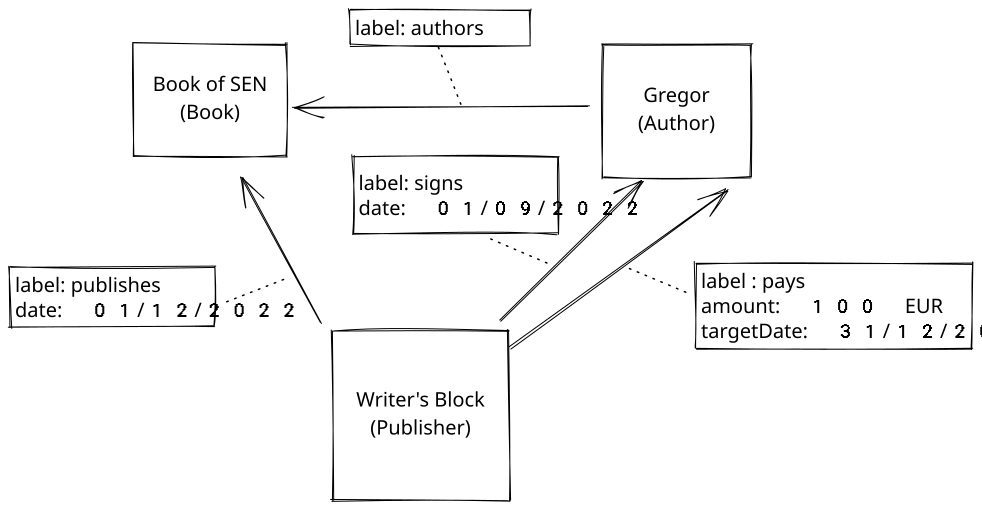 label: authors
Book of SEN
(Book)
Gregor
(Author)
label: signs
date: 01/09/2022
label: publishes
date: 01/12/2022
label : pays
amount: 100 EUR
targetDate: 31/12/2
Writer's Block
(Publisher)